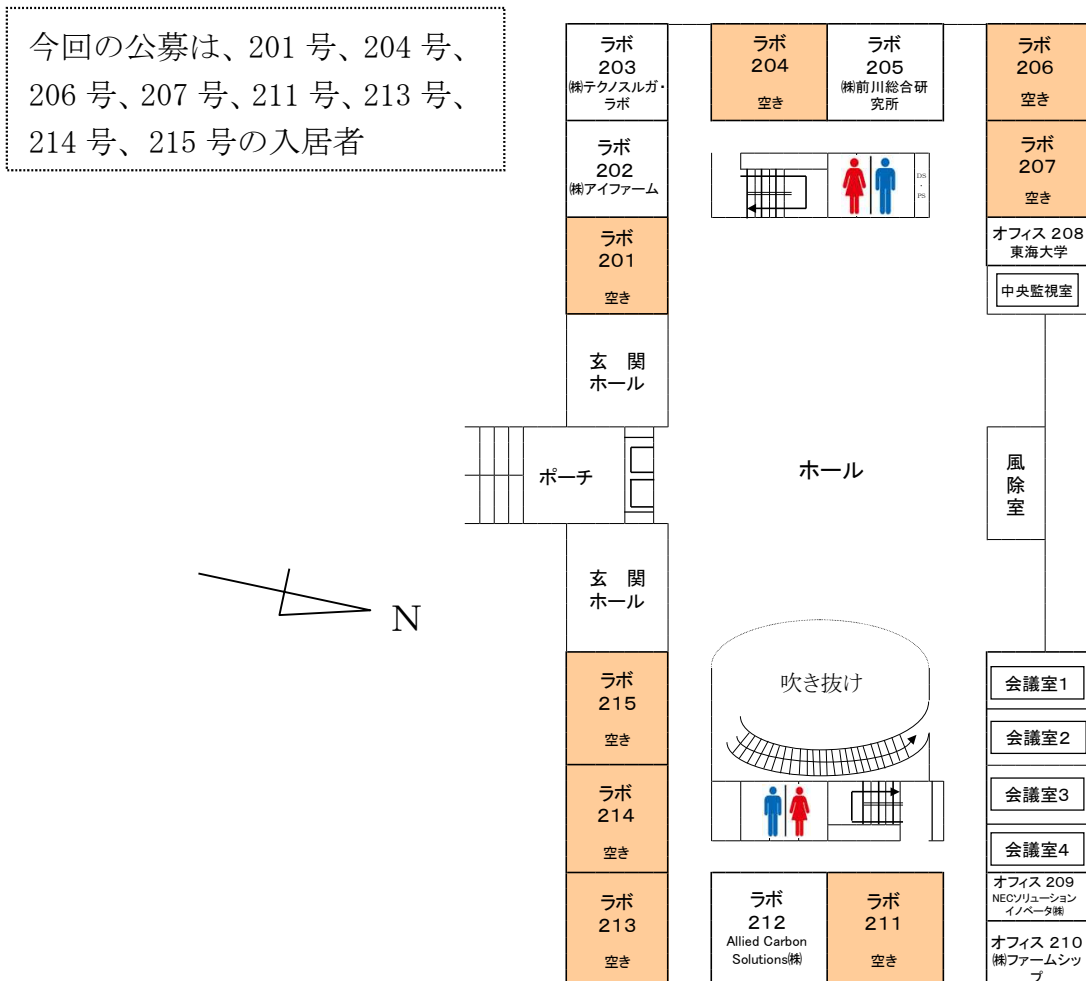 今回の公募は、201 号、204 号、
206 号、207 号、211 号、213 号、
214 号、215 号の入居者
ラボ
203
㈱テクノスルガ・
ラボ
ラボ
204
空き
ラボ
205
㈱前川総合研
究所
ラボ
206
空き
ラボ
202
㈱アイファーム
DS
・
PS
ラボ
207
空き
ラボ
201
空き
オフィス 208
東海大学
中央監視室
玄 関
ホール
ポーチ
ホール
風
除
室
玄 関
ホール
N
ラボ
215
空き
吹き抜け
会議室1
会議室2
ラボ
214
空き
会議室3
会議室4
ラボ
213
空き
ラボ
212
Allied Carbon
Solutions㈱
ラボ
211
空き
オフィス 209
NECソリューション
イノベータ㈱
オフィス 210
㈱ファームシッ
プ